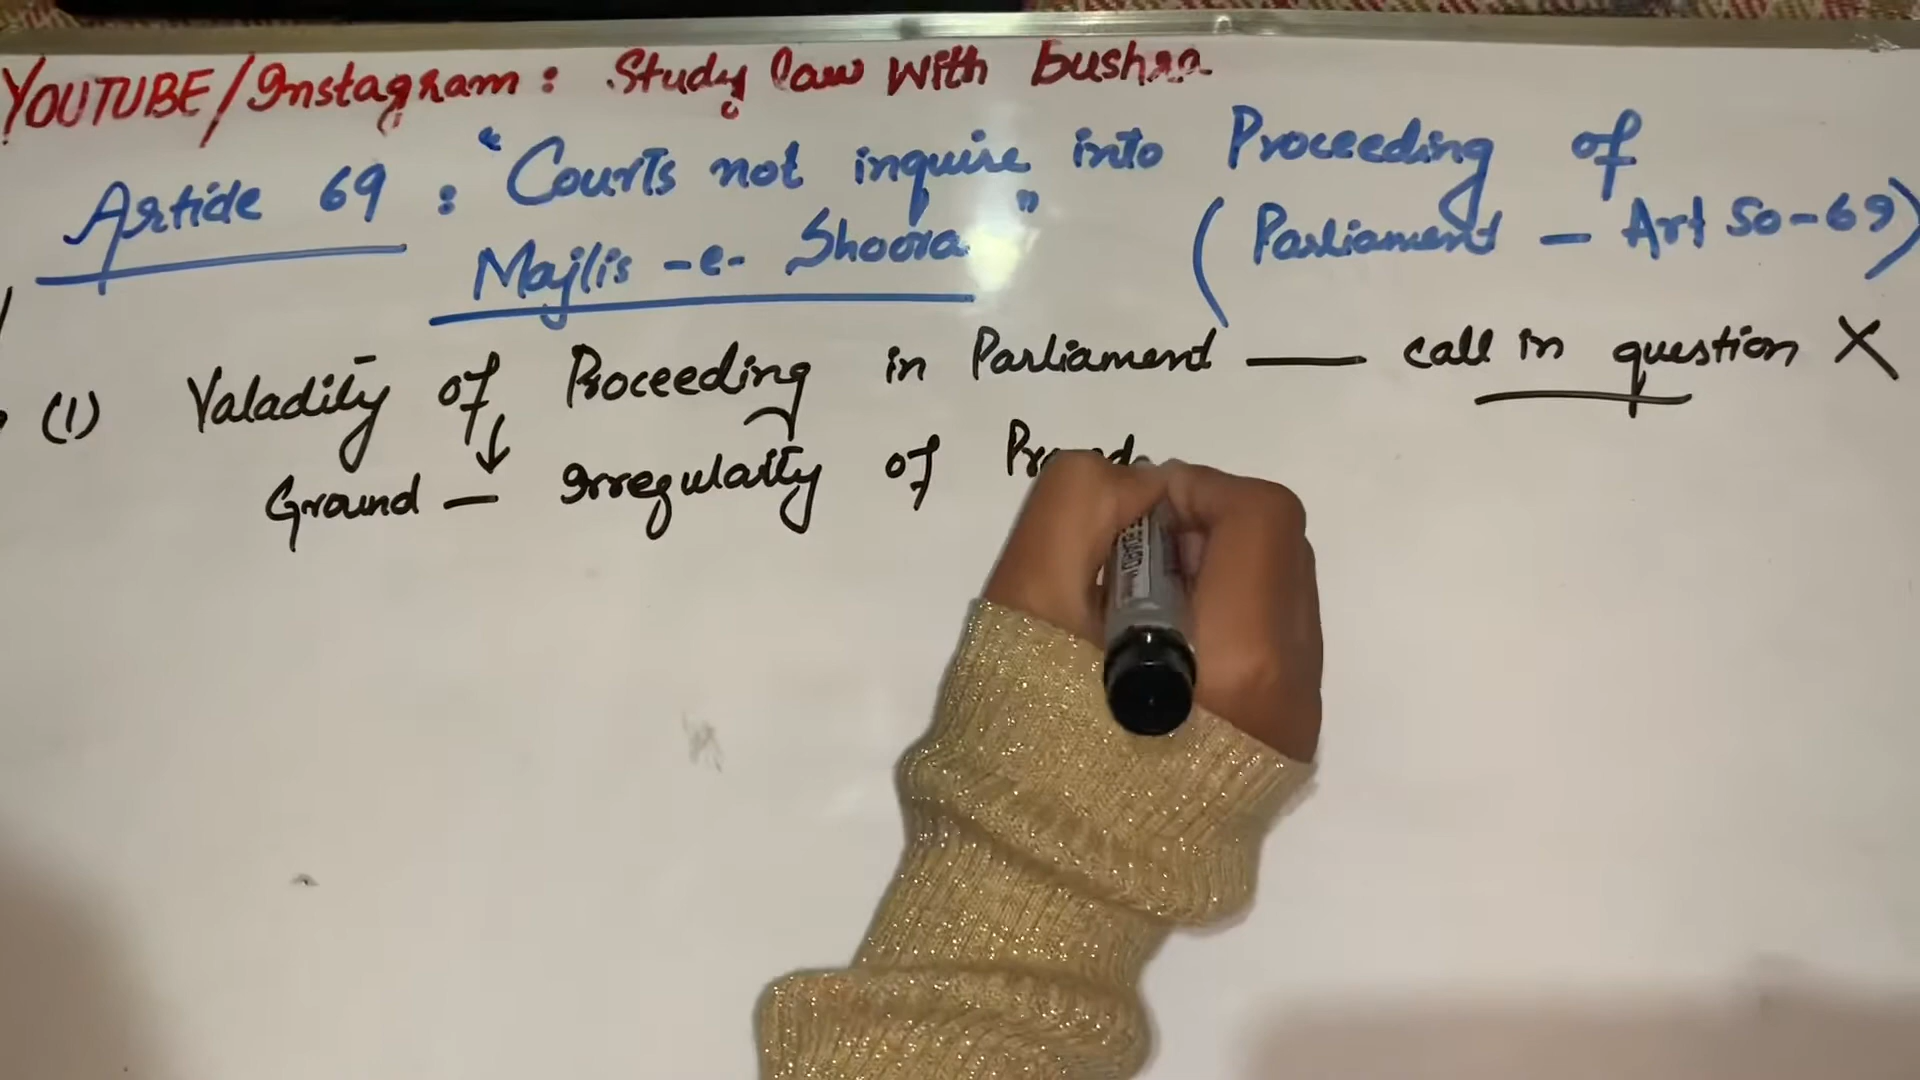 YOUTUBE/Instagram: Study law with bushra
Article 69: "Courts not inquire into Proceeding of
Majlis-e-Shoora" (Parliament - Art 50-69)
(1) Valadity of Proceeding in Parliament — call in question X
↓
Ground - Irregulaity of